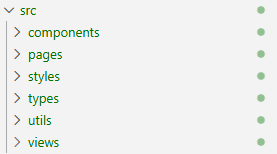 src
components
pages
styles
types
utils
views